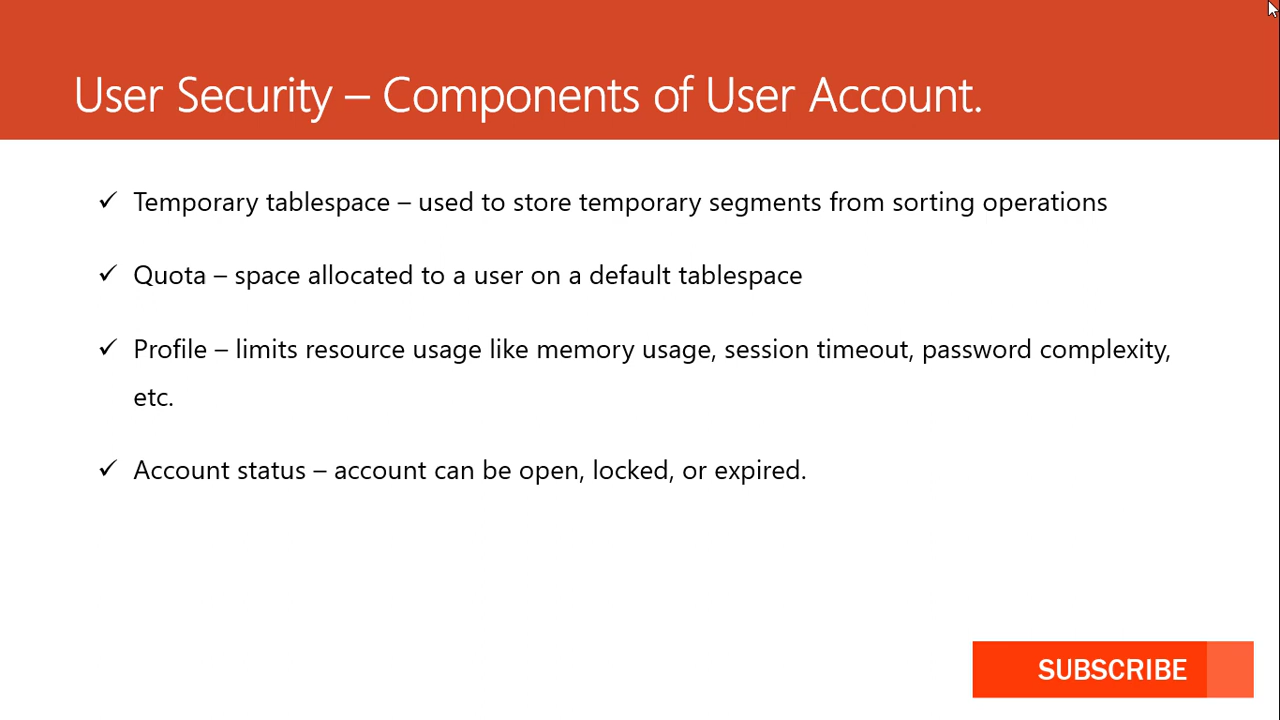 User Security – Components of User Account.
✓ Temporary tablespace – used to store temporary segments from sorting operations
✓ Quota – space allocated to a user on a default tablespace
✓ Profile – limits resource usage like memory usage, session timeout, password complexity,
etc.
✓ Account status – account can be open, locked, or expired.
SUBSCRIBE